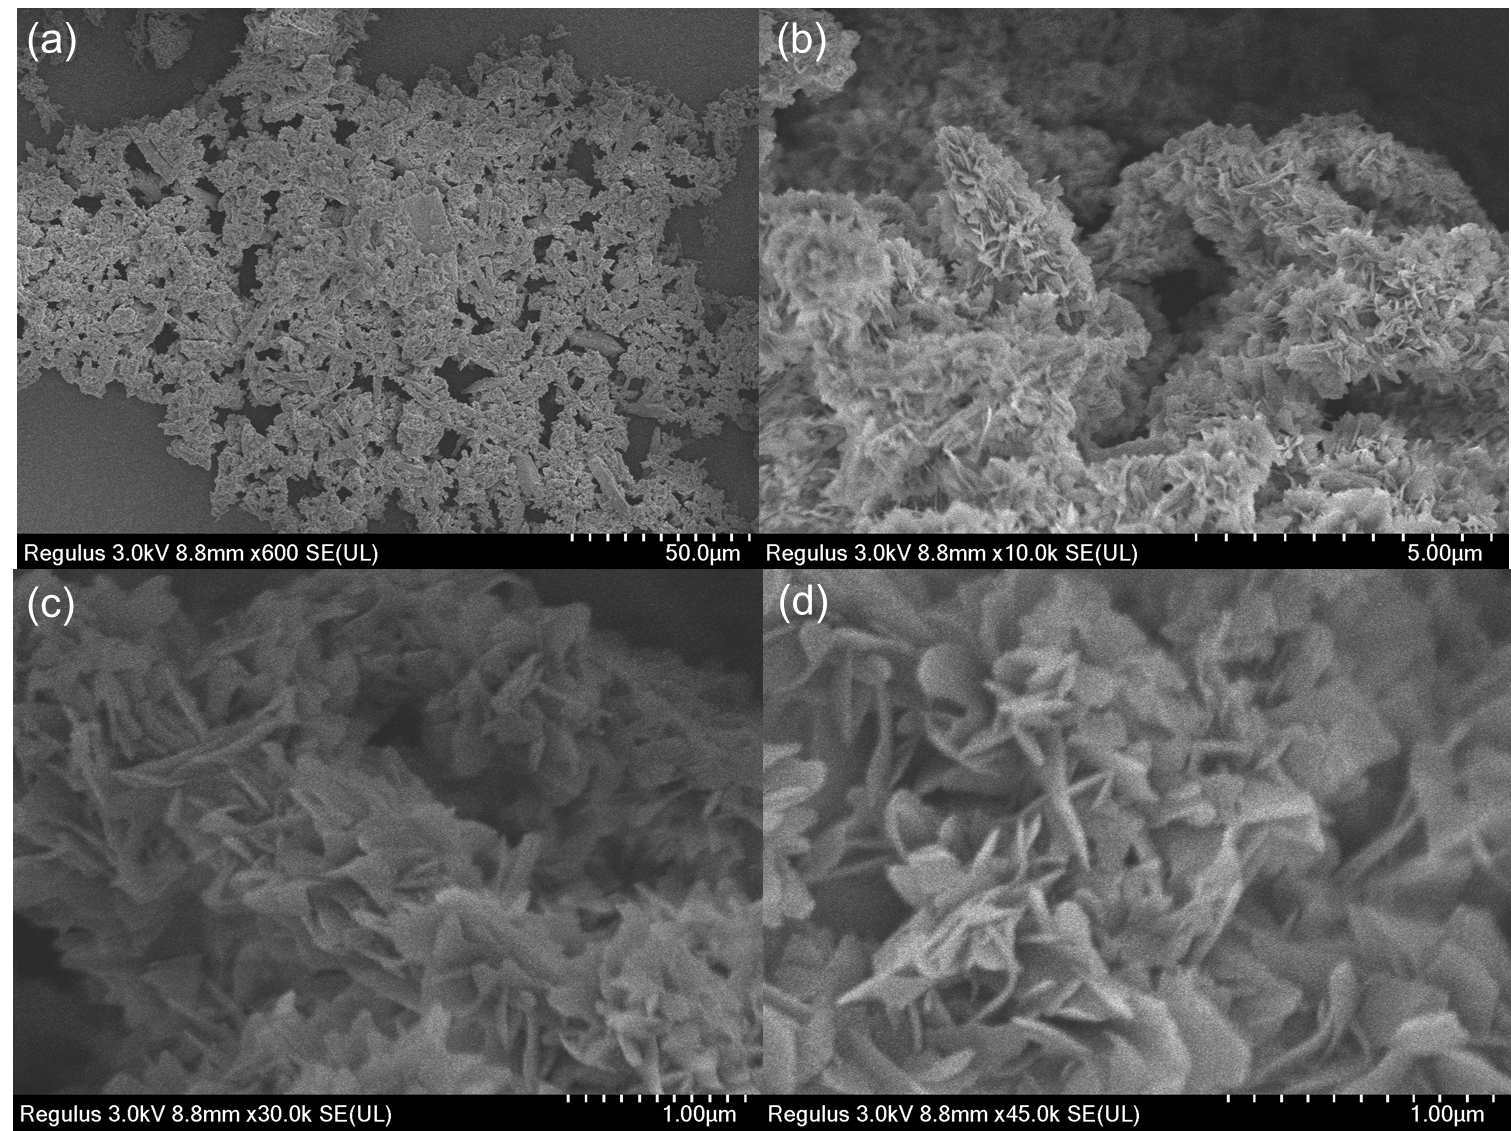 (a)
(b)
Regulus 3.0kV 8.8mm x600 SE(UL) 50.0µm
Regulus 3.0kV 8.8mm x10.0k SE(UL) 5.00µm
(c)
(d)
Regulus 3.0kV 8.8mm x30.0k SE(UL) 1.00µm
Regulus 3.0kV 8.8mm x45.0k SE(UL) 1.00µm